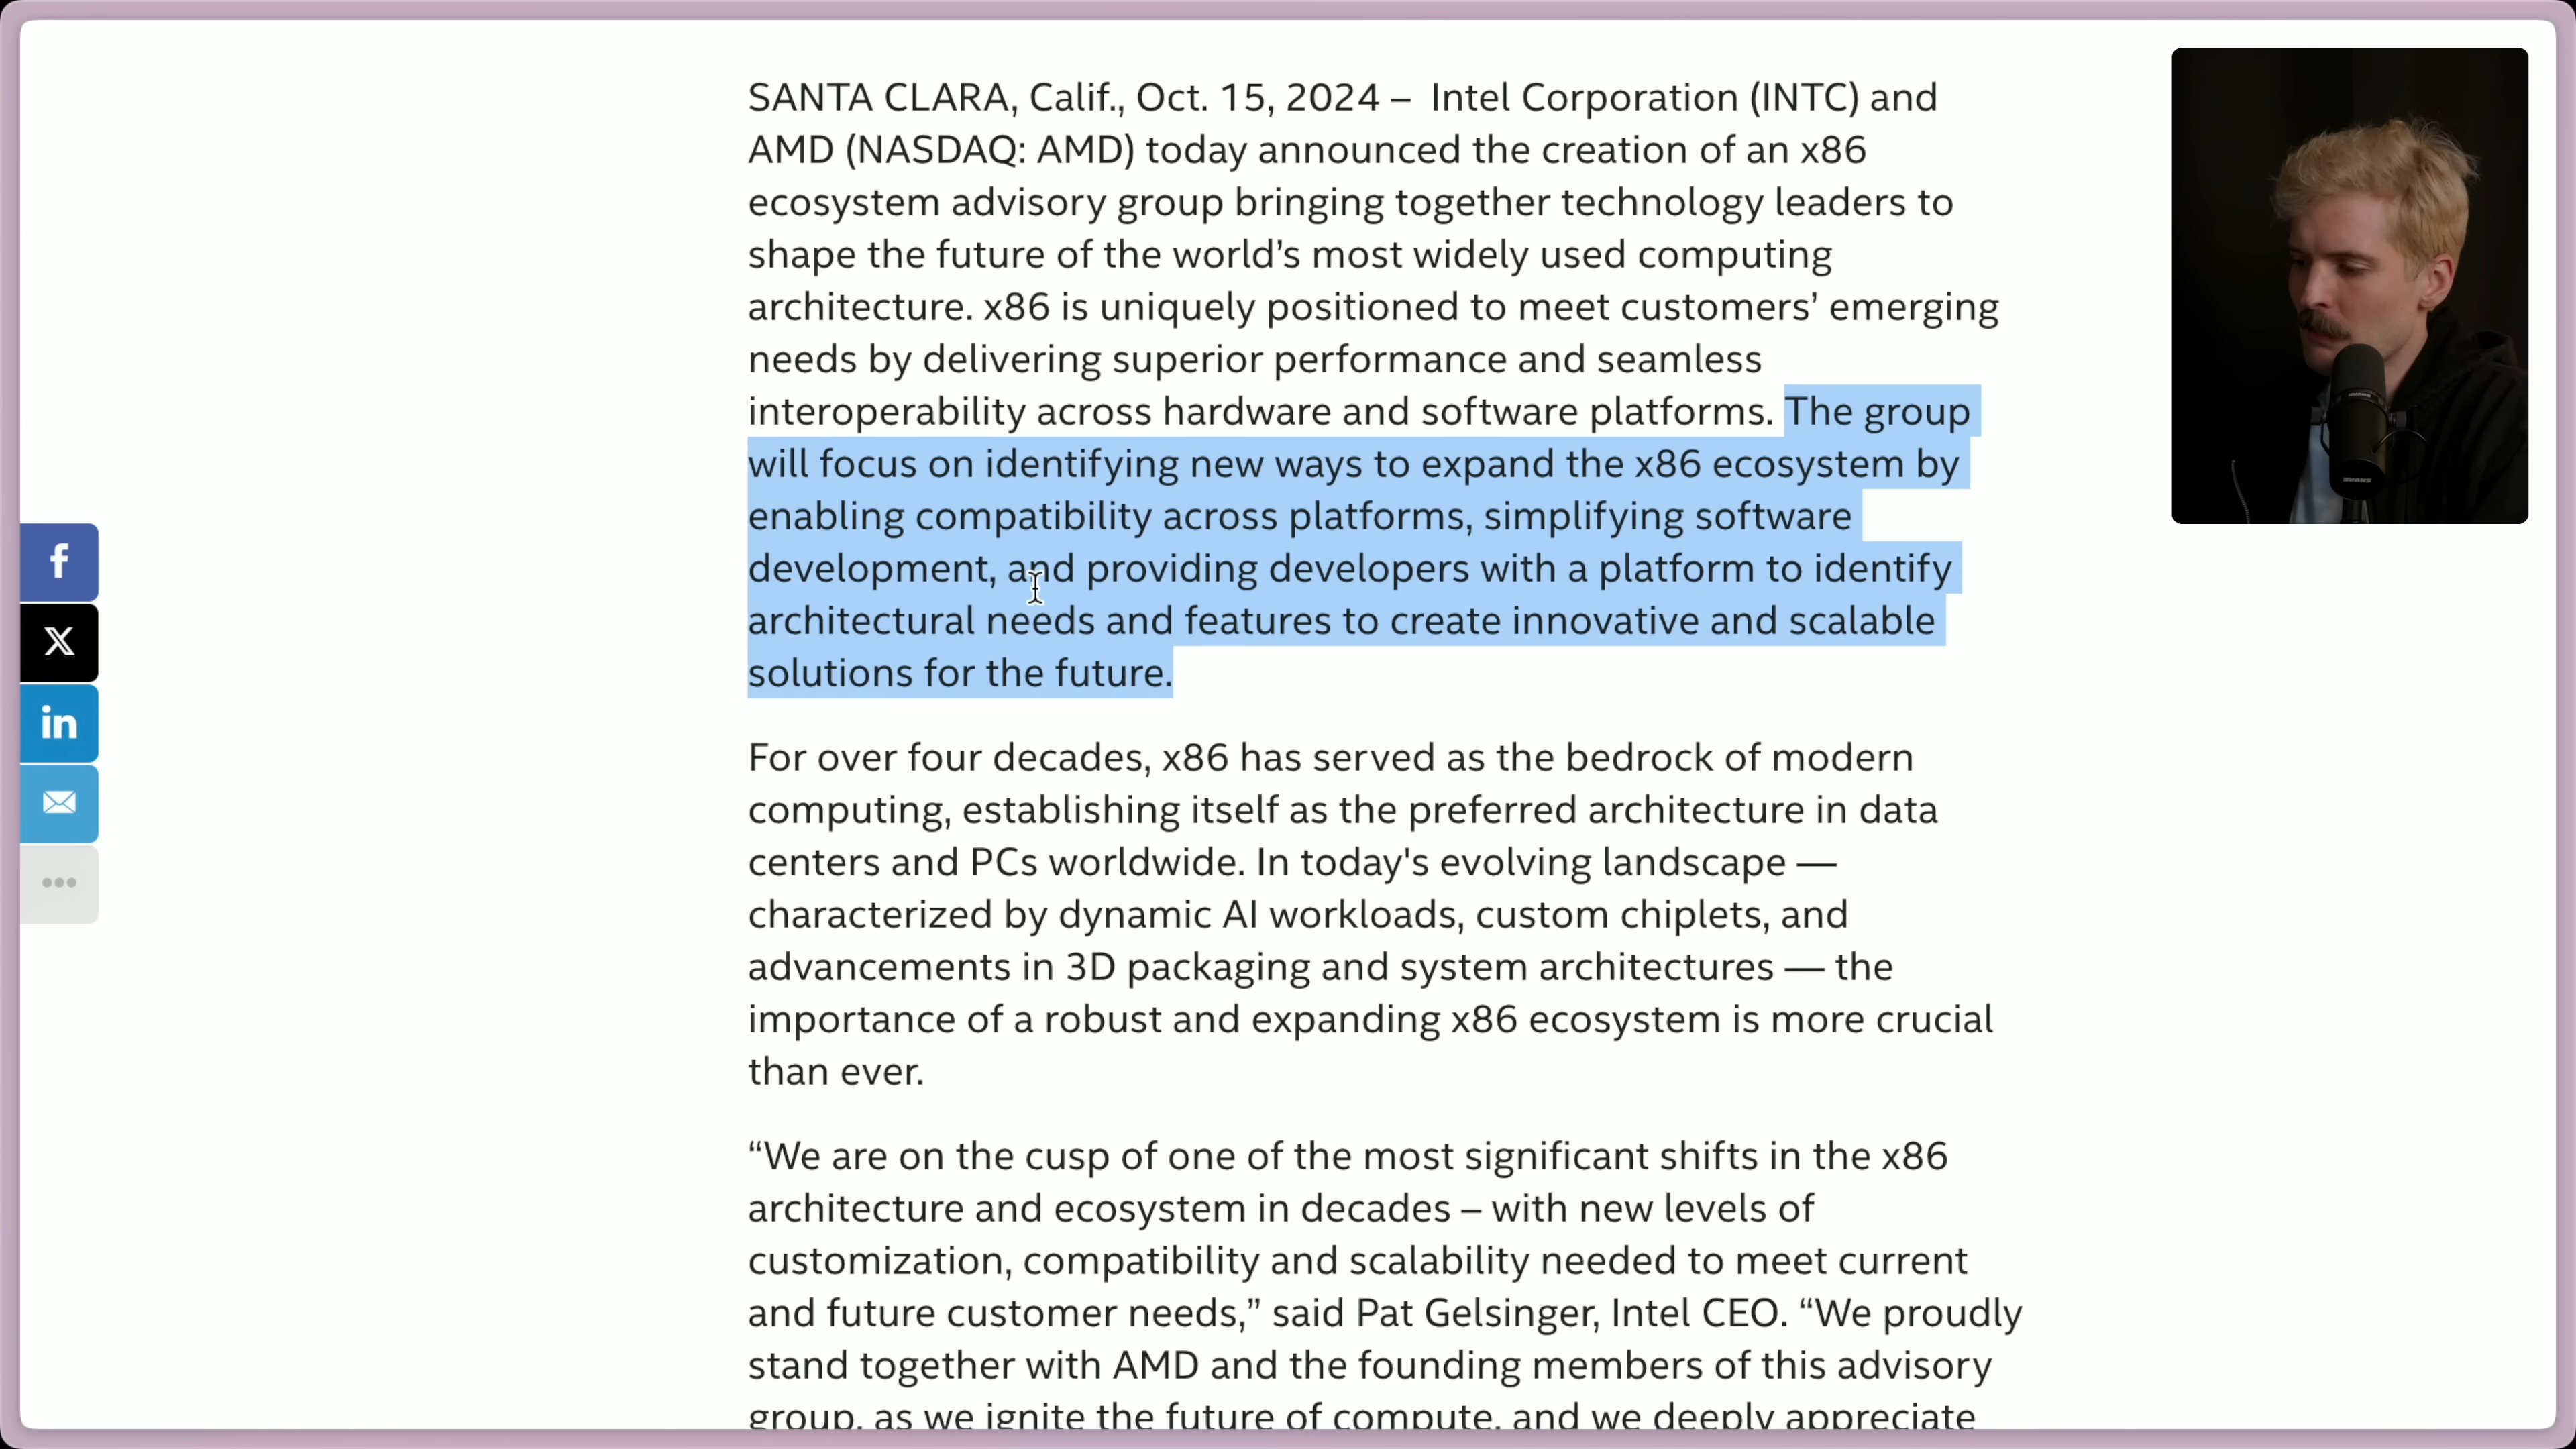 SANTA CLARA, Calif., Oct. 15, 2024 –  Intel Corporation (INTC) and
AMD (NASDAQ: AMD) today announced the creation of an x86
ecosystem advisory group bringing together technology leaders to
shape the future of the world’s most widely used computing
architecture. x86 is uniquely positioned to meet customers’ emerging
needs by delivering superior performance and seamless
interoperability across hardware and software platforms. The group
will focus on identifying new ways to expand the x86 ecosystem by
enabling compatibility across platforms, simplifying software
development, and providing developers with a platform to identify
architectural needs and features to create innovative and scalable
solutions for the future.
For over four decades, x86 has served as the bedrock of modern
computing, establishing itself as the preferred architecture in data
centers and PCs worldwide. In today's evolving landscape —
characterized by dynamic AI workloads, custom chiplets, and
advancements in 3D packaging and system architectures — the
importance of a robust and expanding x86 ecosystem is more crucial
than ever.
“We are on the cusp of one of the most significant shifts in the x86
architecture and ecosystem in decades – with new levels of
customization, compatibility and scalability needed to meet current
and future customer needs,” said Pat Gelsinger, Intel CEO. “We proudly
stand together with AMD and the founding members of this advisory
group, as we ignite the future of compute, and we deeply appreciate
f
X
in
SHURE